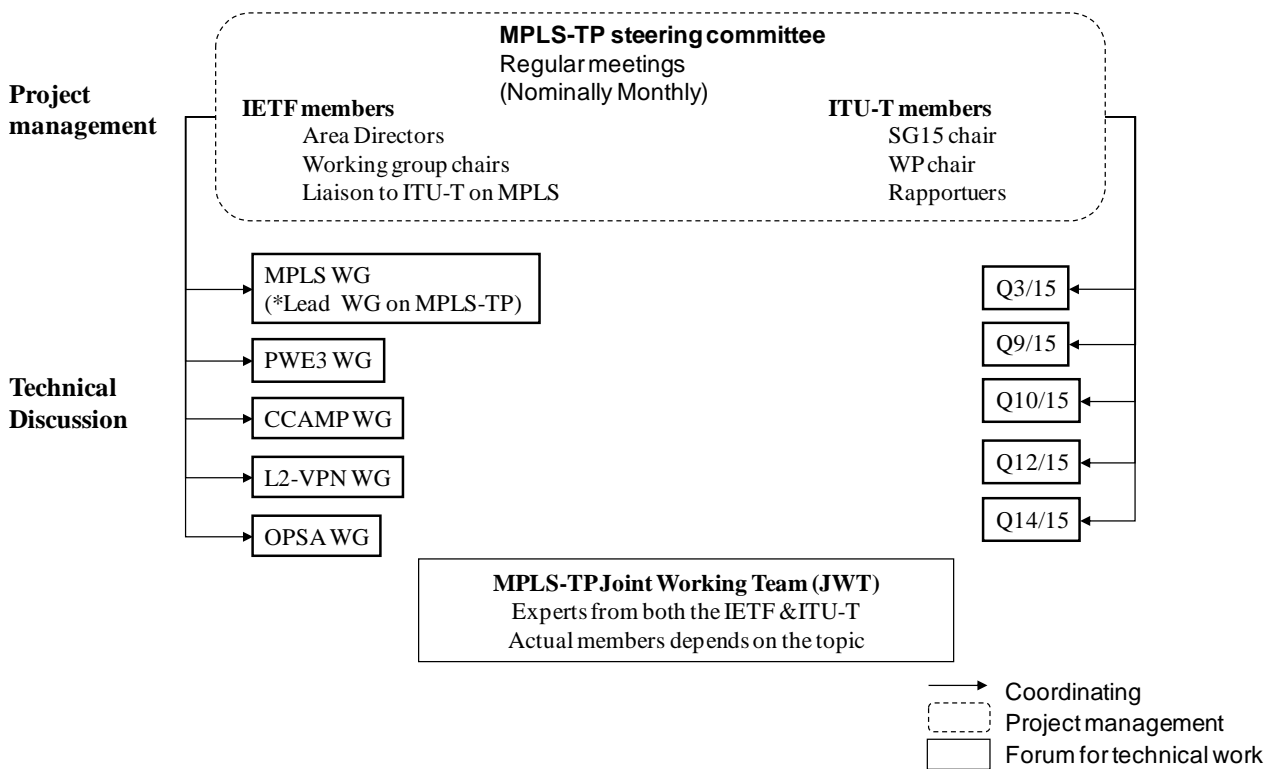 MPLS-TP steering committee
Regular meetings
(Nominally Monthly)
Project
management
IETF members
Area Directors
Working group chairs
Liaison to ITU-T on MPLS
ITU-T members
SG15 chair
WP chair
Rapportuers
Technical
Discussion
MPLS WG
(*Lead WG on MPLS-TP)
PWE3 WG
CCAMP WG
L2-VPN WG
OPSA WG
Q3/15
Q9/15
Q10/15
Q12/15
Q14/15
MPLS-TP Joint Working Team (JWT)
Experts from both the IETF & ITU-T
Actual members depends on the topic
Coordinating
Project management
Forum for technical work